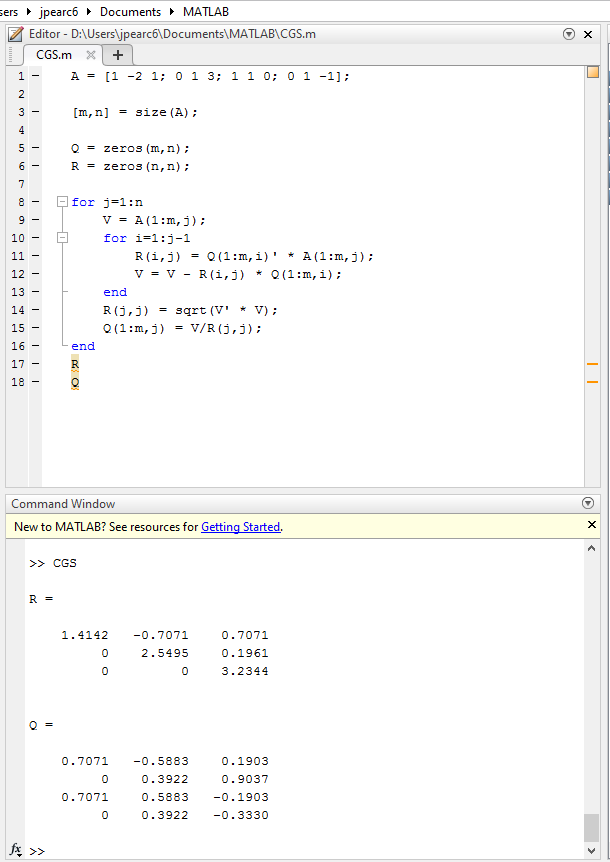 sers ▸ jpearc6 ▸ Documents ▸ MATLAB
Editor - D:\Users\jpearc6\Documents\MATLAB\CGS.m
CGS.m × +
1 – A = [1 -2 1; 0 1 3; 1 1 0; 0 1 -1];
2
3 – [m,n] = size(A);
4
5 – Q = zeros(m,n);
6 – R = zeros(n,n);
7
8 – for j=1:n
9 – V = A(1:m,j);
10 – for i=1:j-1
11 – R(i,j) = Q(1:m,i)' * A(1:m,j);
12 – V = V - R(i,j) * Q(1:m,i);
13 – end
14 – R(j,j) = sqrt(V' * V);
15 – Q(1:m,j) = V/R(j,j);
16 – end
17 – R
18 – Q
Command Window
New to MATLAB? See resources for Getting Started.
>> CGS
R =
1.4142 -0.7071 0.7071
0 2.5495 0.1961
0 0 3.2344
Q =
0.7071 -0.5883 0.1903
0 0.3922 0.9037
0.7071 0.5883 -0.1903
0 0.3922 -0.3330
fx >>